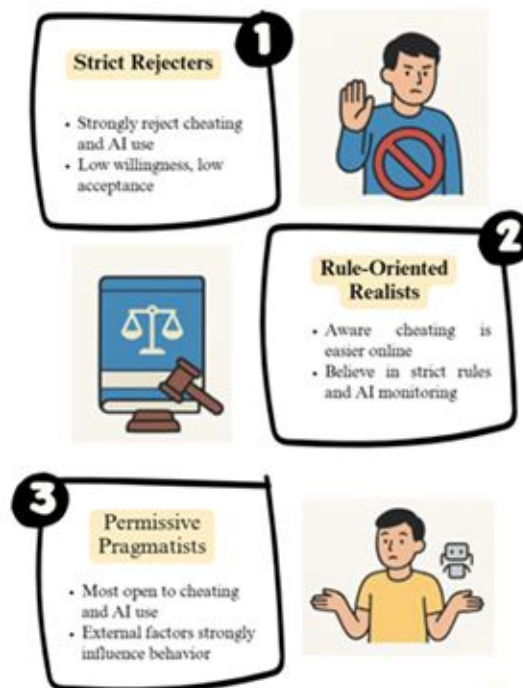 1
Strict Rejecters
• Strongly reject cheating
and AI use
• Low willingness, low
acceptance
2
Rule-Oriented
Realists
• Aware cheating is
easier online
• Believe in strict rules
and AI monitoring
3
Permissive
Pragmatists
• Most open to cheating
and AI use
• External factors strongly
influence behavior